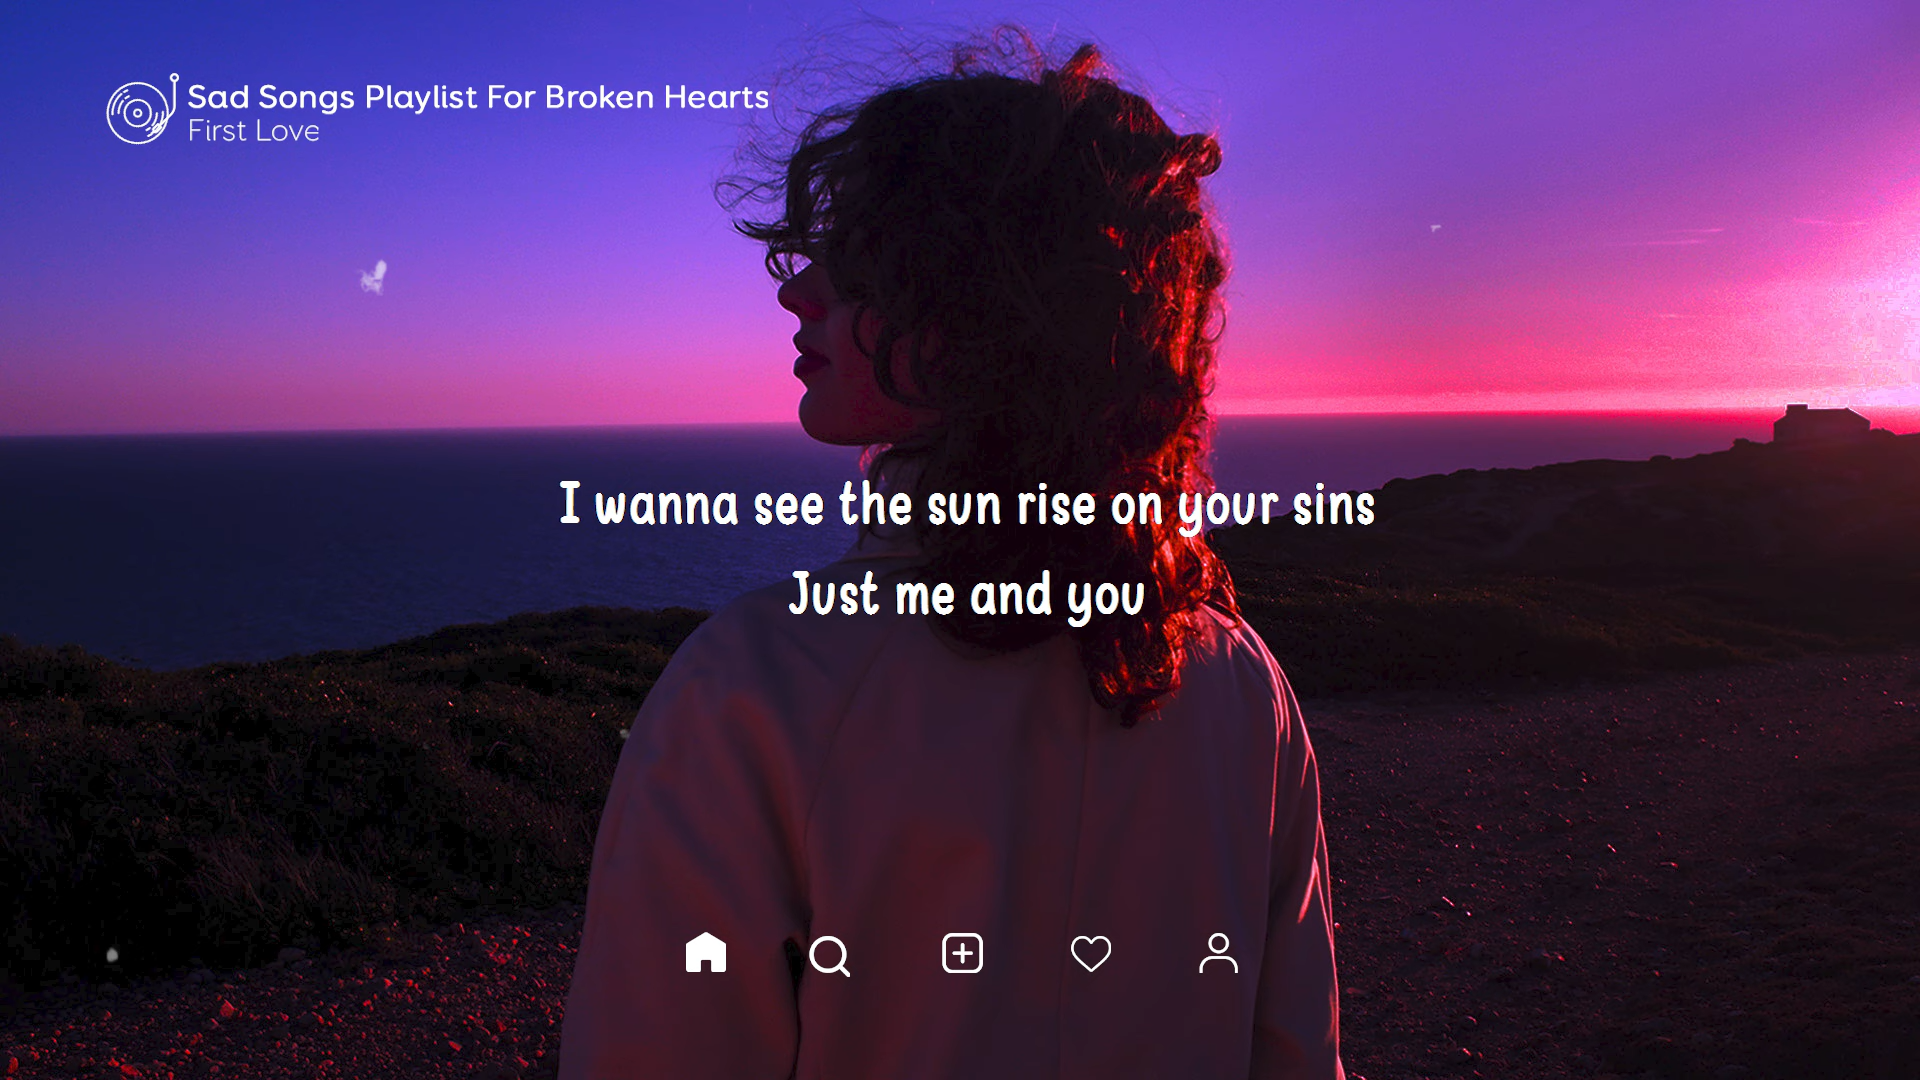 Sad Songs Playlist For Broken Hearts
First Love
I wanna see the sun rise on your sins
Just me and you